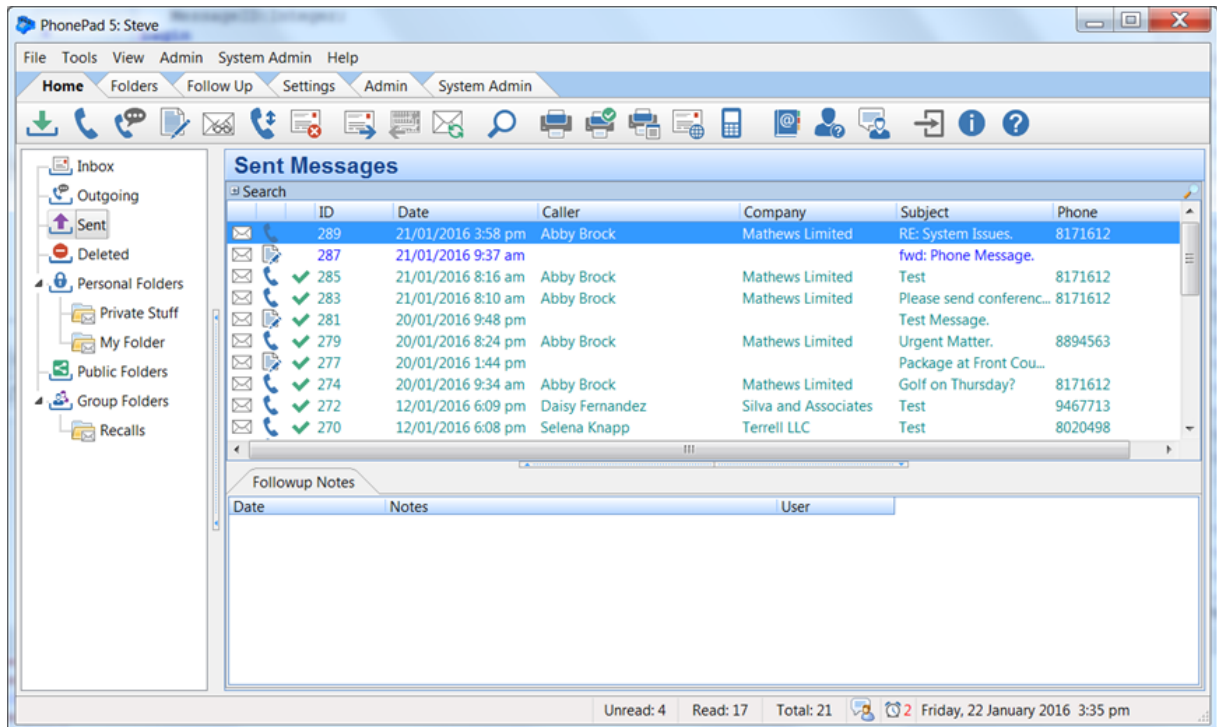 PhonePad 5: Steve
File Tools View Admin System Admin Help
Home Folders Follow Up Settings Admin System Admin
Inbox
Outgoing
Sent
Deleted
Personal Folders
Private Stuff
My Folder
Public Folders
Group Folders
Recalls
Sent Messages
Search
ID Date Caller Company Subject Phone
289 21/01/2016 3:58 pm Abby Brock Mathews Limited RE: System Issues. 8171612
287 21/01/2016 9:37 am fwd: Phone Message.
285 21/01/2016 8:16 am Abby Brock Mathews Limited Test 8171612
283 21/01/2016 8:10 am Abby Brock Mathews Limited Please send conferenc... 8171612
281 20/01/2016 9:48 pm Test Message.
279 20/01/2016 8:24 pm Abby Brock Mathews Limited Urgent Matter. 8894563
277 20/01/2016 1:44 pm Package at Front Cou...
274 20/01/2016 9:34 am Abby Brock Mathews Limited Golf on Thursday? 8171612
272 12/01/2016 6:09 pm Daisy Fernandez Silva and Associates Test 9467713
270 12/01/2016 6:08 pm Selena Knapp Terrell LLC Test 8020498
Followup Notes
Date Notes User
Unread: 4 Read: 17 Total: 21 2 Friday, 22 January 2016 3:35 pm